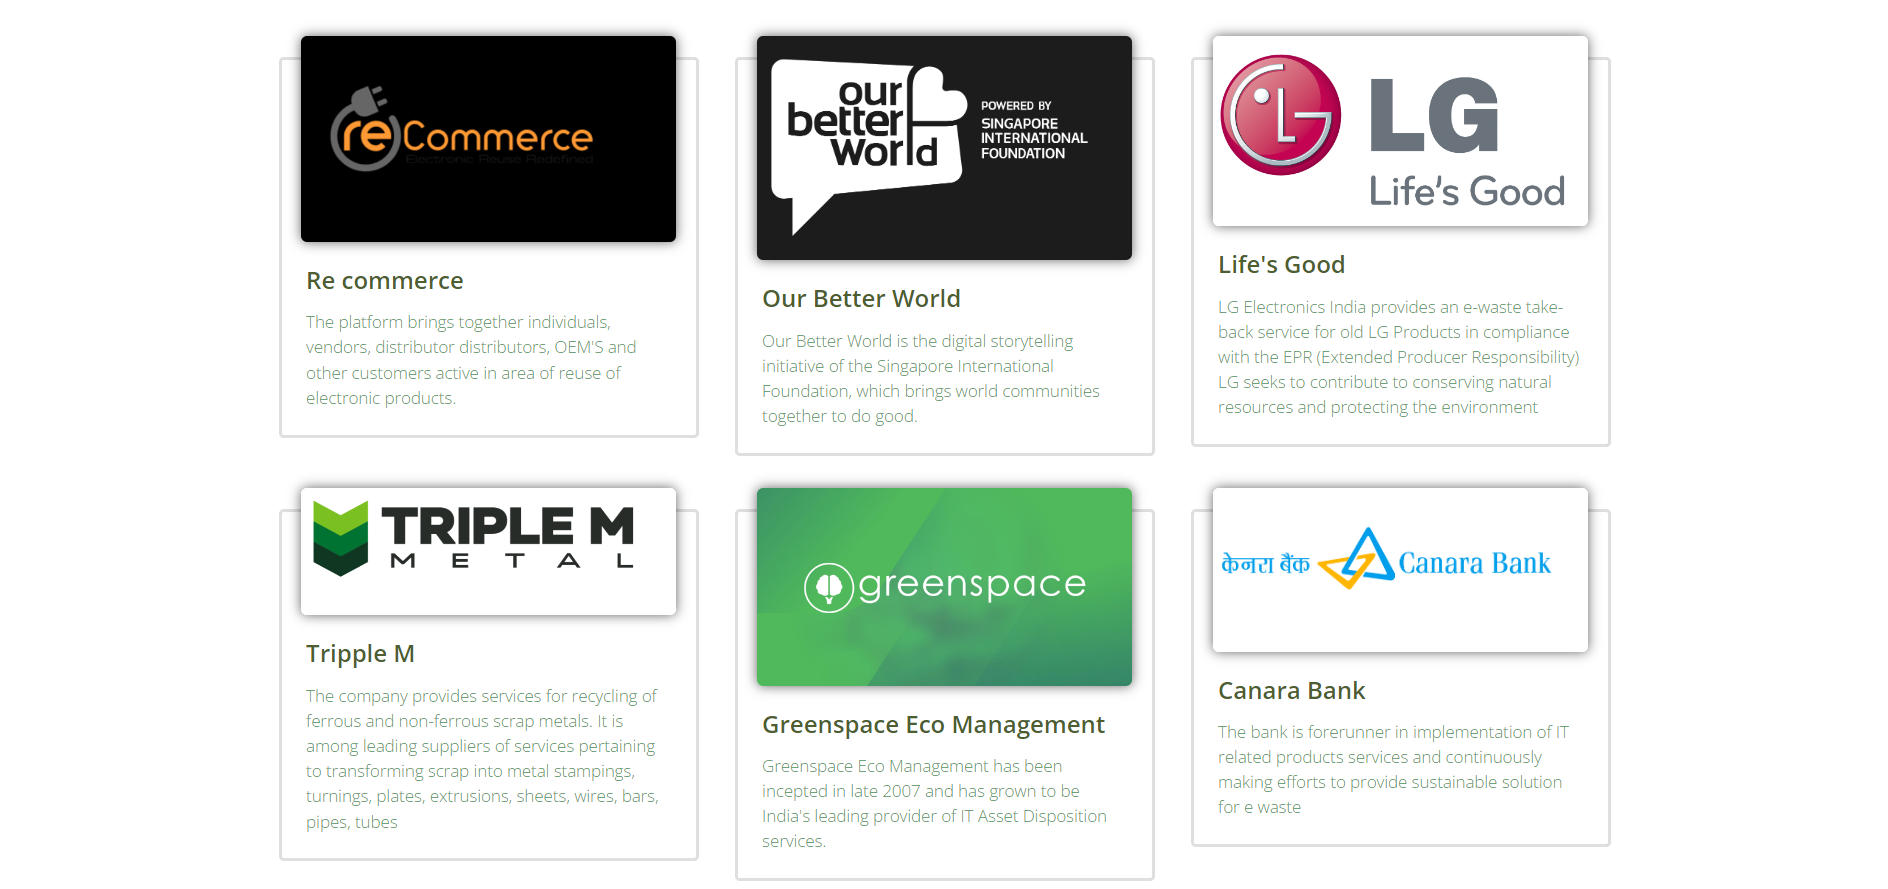 re Commerce
Electronic Reuse Redefined
Re commerce
The platform brings together individuals,
vendors, distributor distributors, OEM'S and
other customers active in area of reuse of
electronic products.
our
better
World
POWERED BY
SINGAPORE
INTERNATIONAL
FOUNDATION
Our Better World
Our Better World is the digital storytelling
initiative of the Singapore International
Foundation, which brings world communities
together to do good.
LG
Life's Good
Life's Good
LG Electronics India provides an e-waste take-
back service for old LG Products in compliance
with the EPR (Extended Producer Responsibility)
LG seeks to contribute to conserving natural
resources and protecting the environment
TRIPLE M
METAL
Tripple M
The company provides services for recycling of
ferrous and non-ferrous scrap metals. It is
among leading suppliers of services pertaining
to transforming scrap into metal stampings,
turnings, plates, extrusions, sheets, wires, bars,
pipes, tubes
greenspace
Greenspace Eco Management
Greenspace Eco Management has been
incepted in late 2007 and has grown to be
India's leading provider of IT Asset Disposition
services.
केनरा बैंक Canara Bank
Canara Bank
The bank is forerunner in implementation of IT
related products services and continuously
making efforts to provide sustainable solution
for e waste